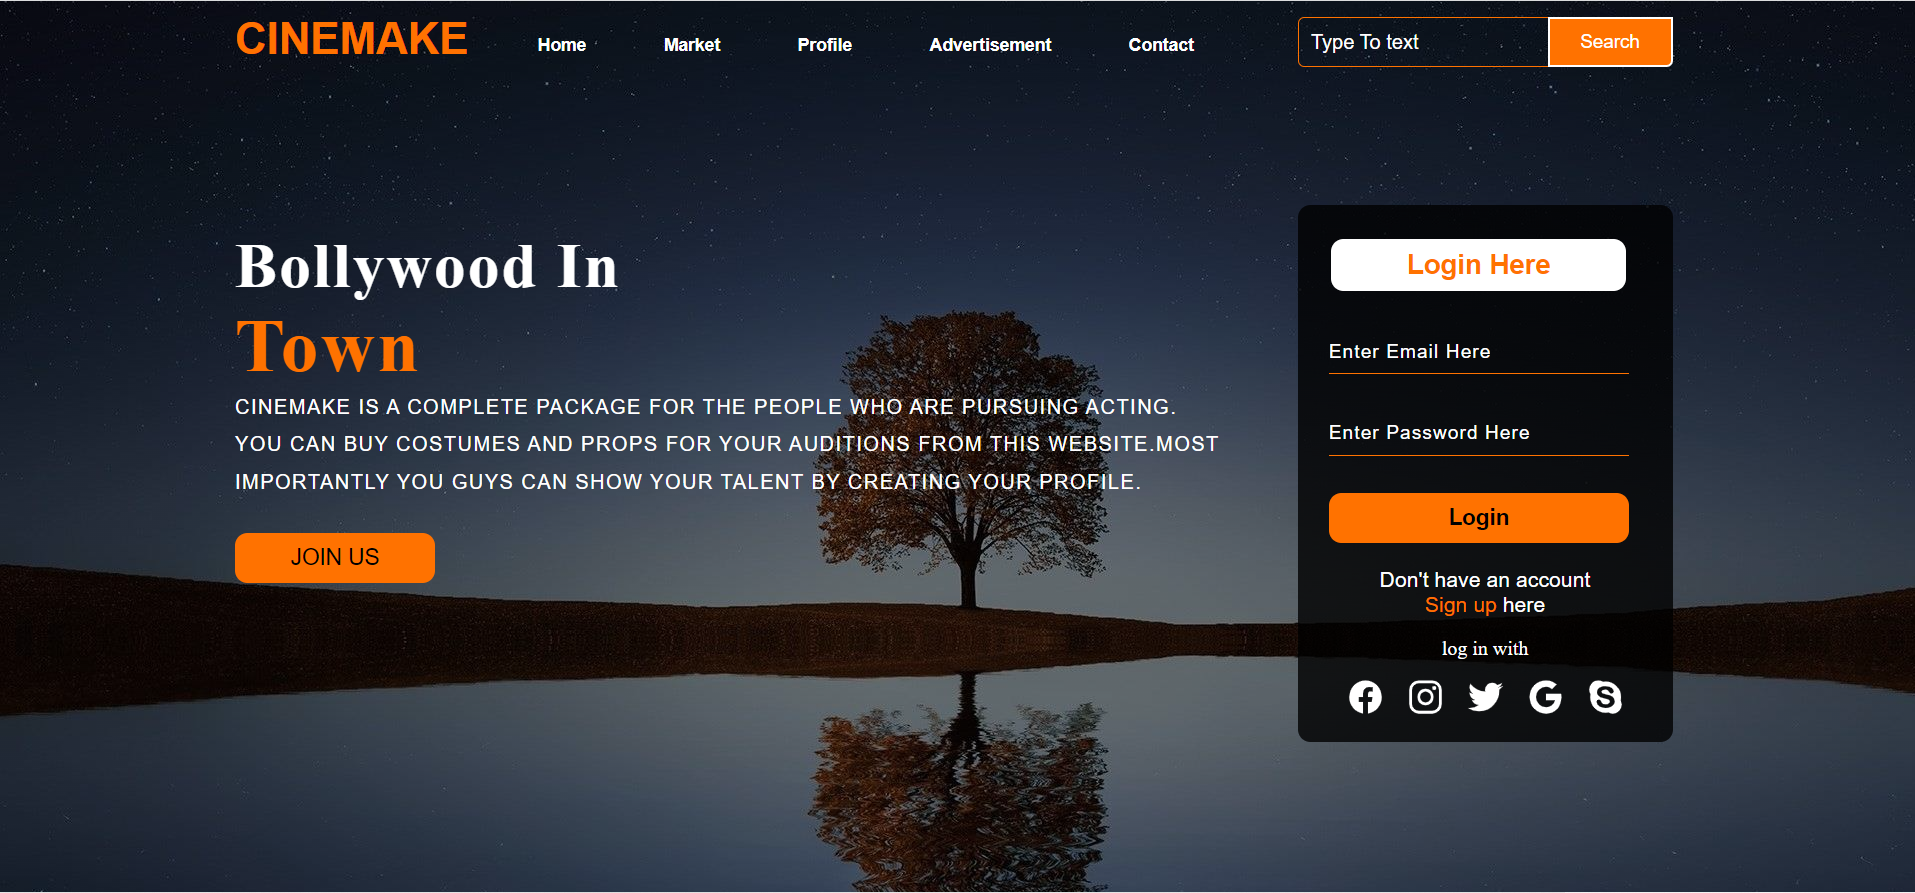 CINEMAKE
Home
Market
Profile
Advertisement
Contact
Type To text
Search
Bollywood In
Town
CINEMAKE IS A COMPLETE PACKAGE FOR THE PEOPLE WHO ARE PURSUING ACTING.
YOU CAN BUY COSTUMES AND PROPS FOR YOUR AUDITIONS FROM THIS WEBSITE.MOST
IMPORTANTLY YOU GUYS CAN SHOW YOUR TALENT BY CREATING YOUR PROFILE.
JOIN US
Login Here
Enter Email Here
Enter Password Here
Login
Don't have an account
Sign up here
log in with